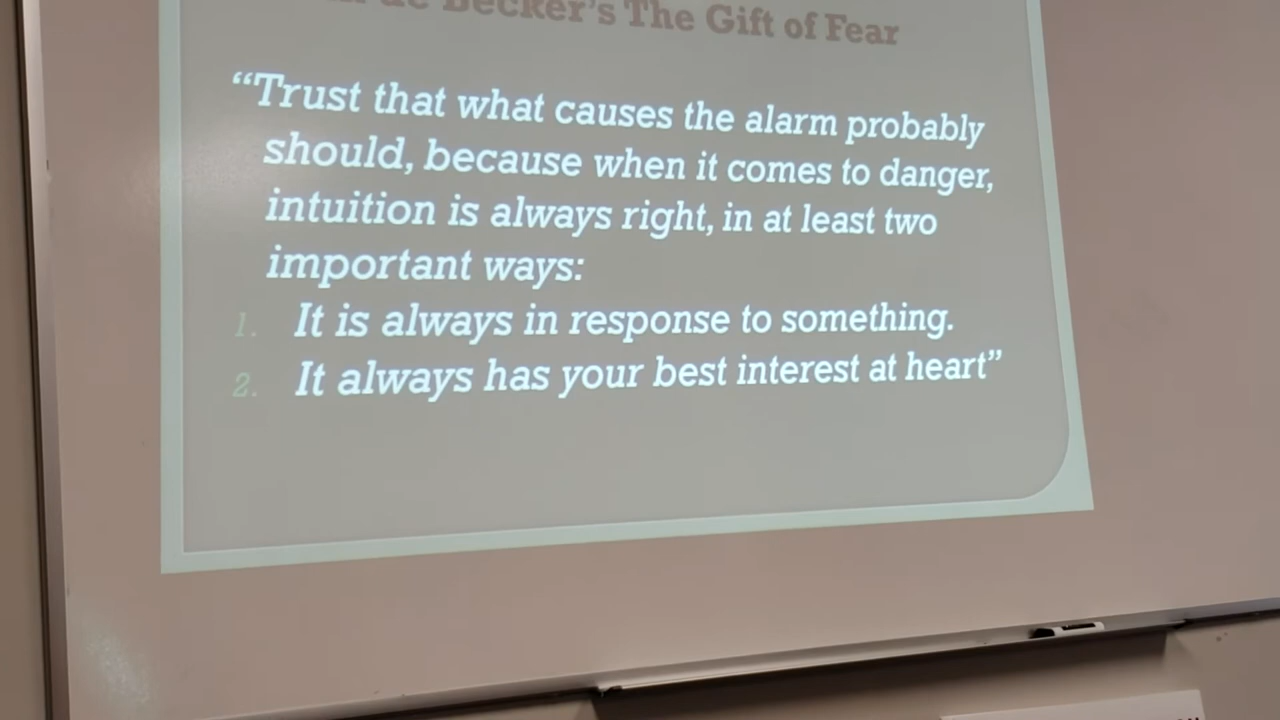 de Becker's The Gift of Fear
“Trust that what causes the alarm probably
should, because when it comes to danger,
intuition is always right, in at least two
important ways:
1. It is always in response to something.
2. It always has your best interest at heart”